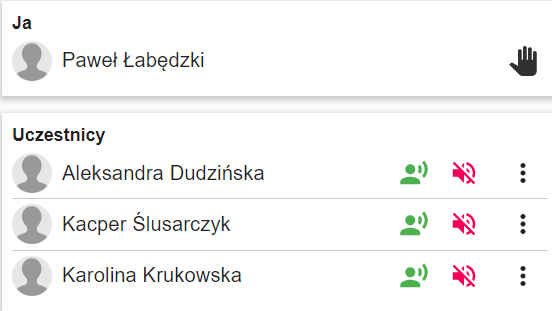 Ja
Paweł Łabędzki
Uczestnicy
Aleksandra Dudzińska
Kacper Ślusarczyk
Karolina Krukowska